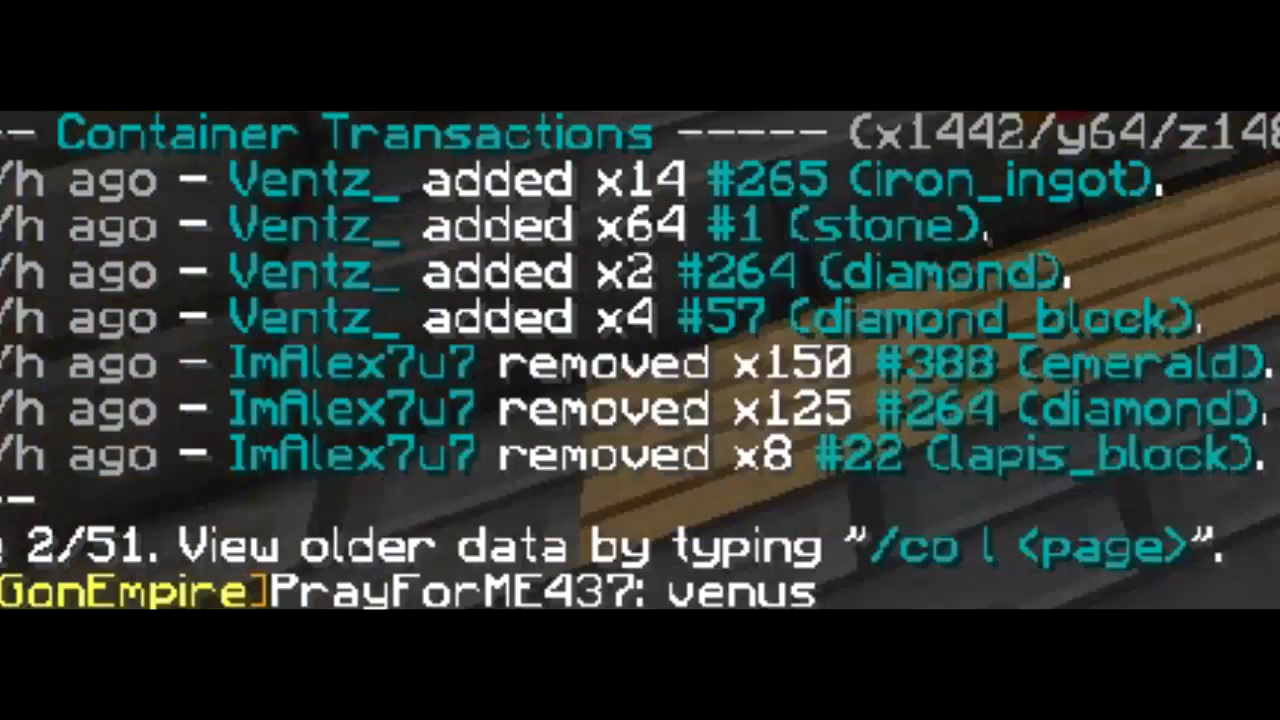 -- Container Transactions ----- (x1442/y64/z148
/h ago - Ventz_ added x14 #265 (iron_ingot).
/h ago - Ventz_ added x64 #1 (stone).
/h ago - Ventz_ added x2 #264 (diamond).
/h ago - Ventz_ added x4 #57 (diamond_block).
/h ago - ImAlex7u7 removed x150 #388 (emerald).
/h ago - ImAlex7u7 removed x125 #264 (diamond).
/h ago - ImAlex7u7 removed x8 #22 (lapis_block).
--
2/51. View older data by typing "/co l <page>".
GonEmpire]PrayForME437: venus